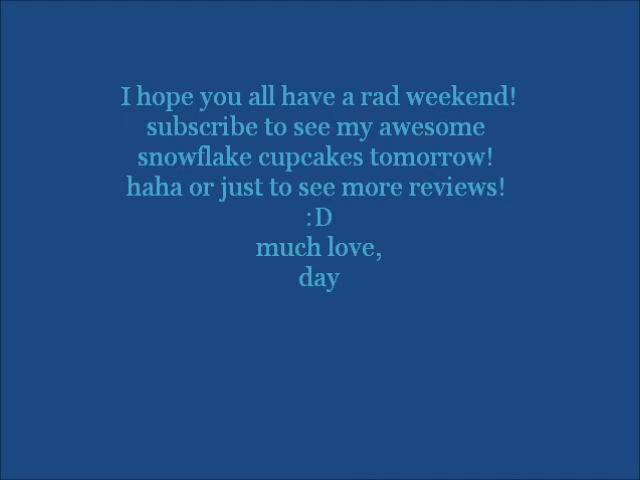 I hope you all have a rad weekend!
subscribe to see my awesome
snowflake cupcakes tomorrow!
haha or just to see more reviews!
:D
much love,
day